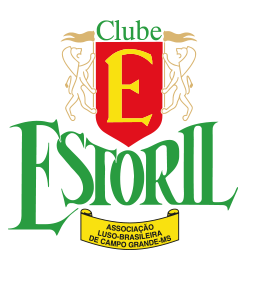 Clube
E
ESTORIL
ASSOCIAÇÃO
LUSO-BRASILEIRA
DE CAMPO GRANDE-MS